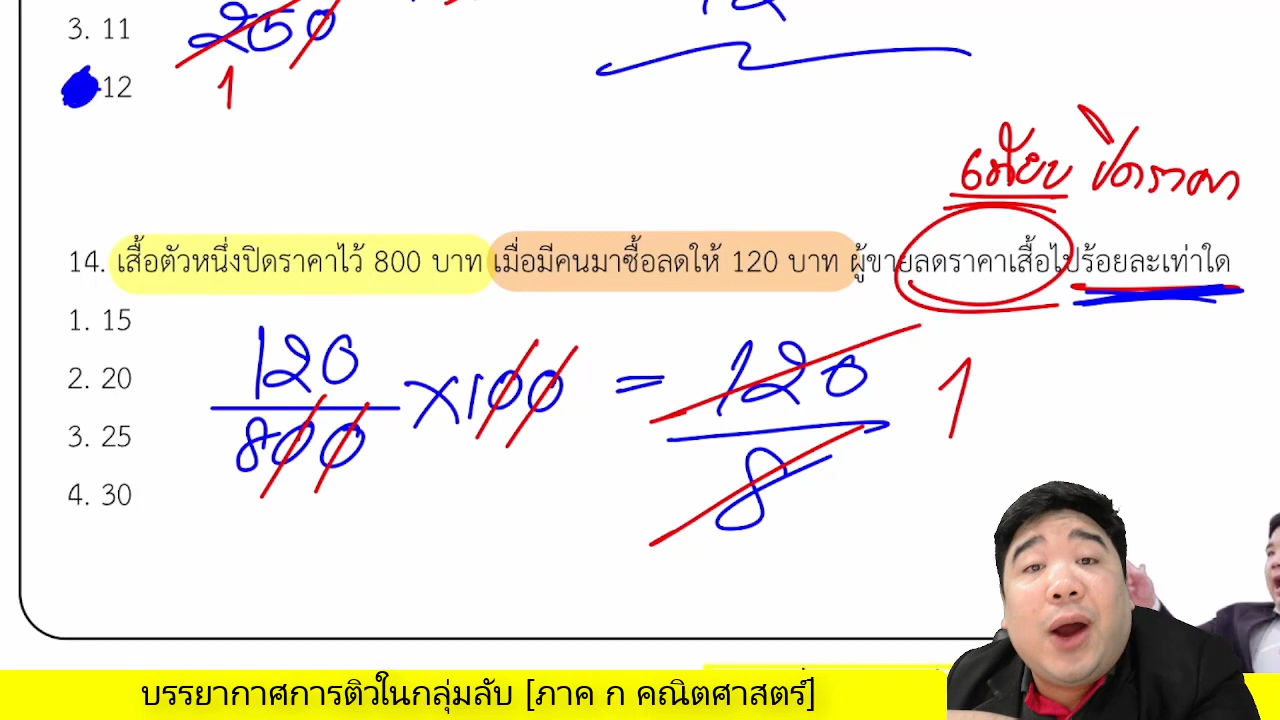 3. 11
250
12
12
1
เทียบ ปิดราคา
14. เสื้อตัวหนึ่งปิดราคาไว้ 800 บาท เมื่อมีคนมาซื้อลดให้ 120 บาท ผู้ขายลดราคาเสื้อไปร้อยละเท่าใด
1. 15
2. 20
3. 25
4. 30
120/800 × 100 = 120/8 1
บรรยากาศการติวในกลุ่มลับ [ภาค ก คณิตศาสตร์]